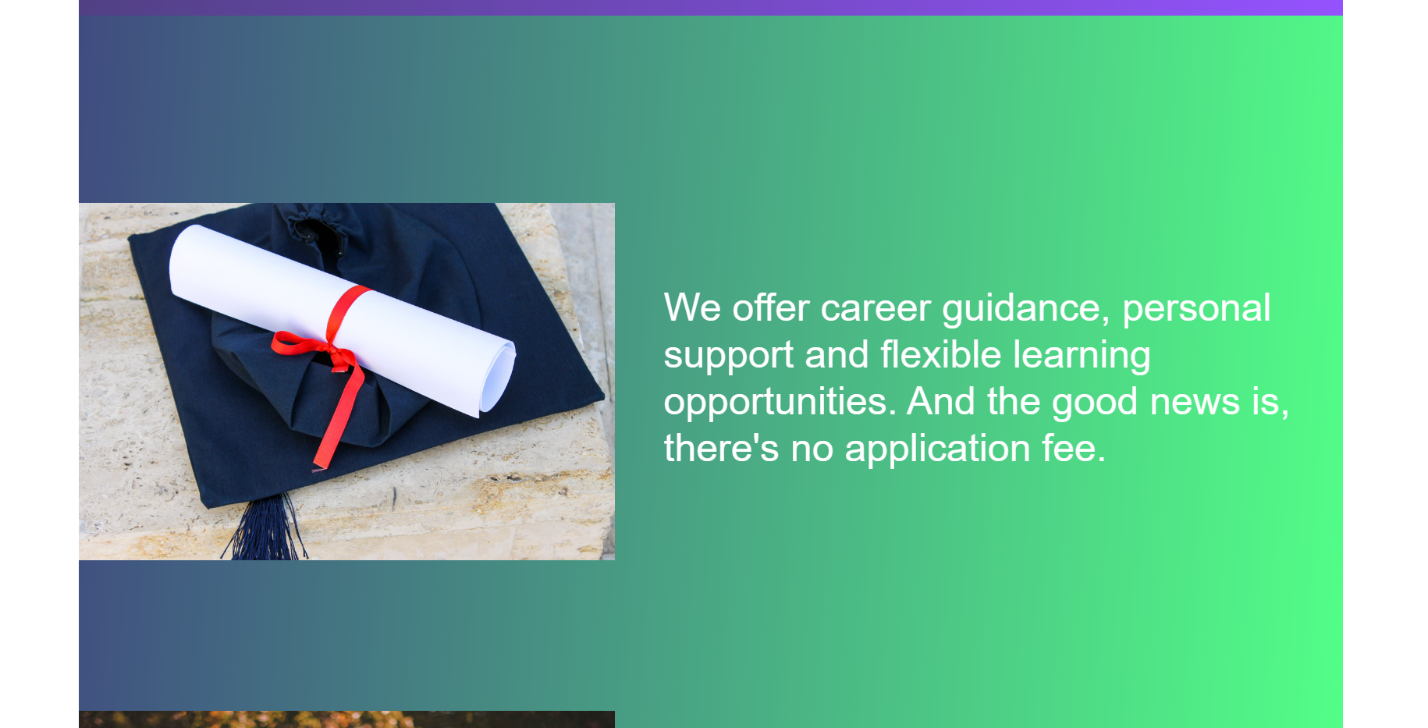 We offer career guidance, personal
support and flexible learning
opportunities. And the good news is,
there's no application fee.